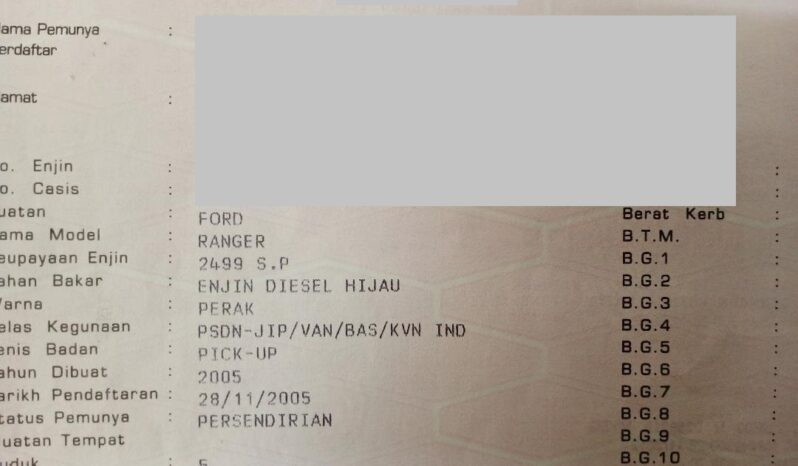 ama Pemunya :
erdaftar
amat :
o. Enjin : :
o. Casis : :
uatan : FORD Berat Kerb :
ama Model : RANGER B.T.M. :
eupayaan Enjin : 2499 S.P B.G.1 :
ahan Bakar : ENJIN DIESEL HIJAU B.G.2 :
Warna : PERAK B.G.3 :
elas Kegunaan : PSDN-JIP/VAN/BAS/KVN IND B.G.4 :
enis Badan : PICK-UP B.G.5 :
ahun Dibuat : 2005 B.G.6 :
arikh Pendaftaran : 28/11/2005 B.G.7 :
tatus Pemunya : PERSENDIRIAN B.G.8 :
uatan Tempat B.G.9 :
uduk : 5 B.G.10 :